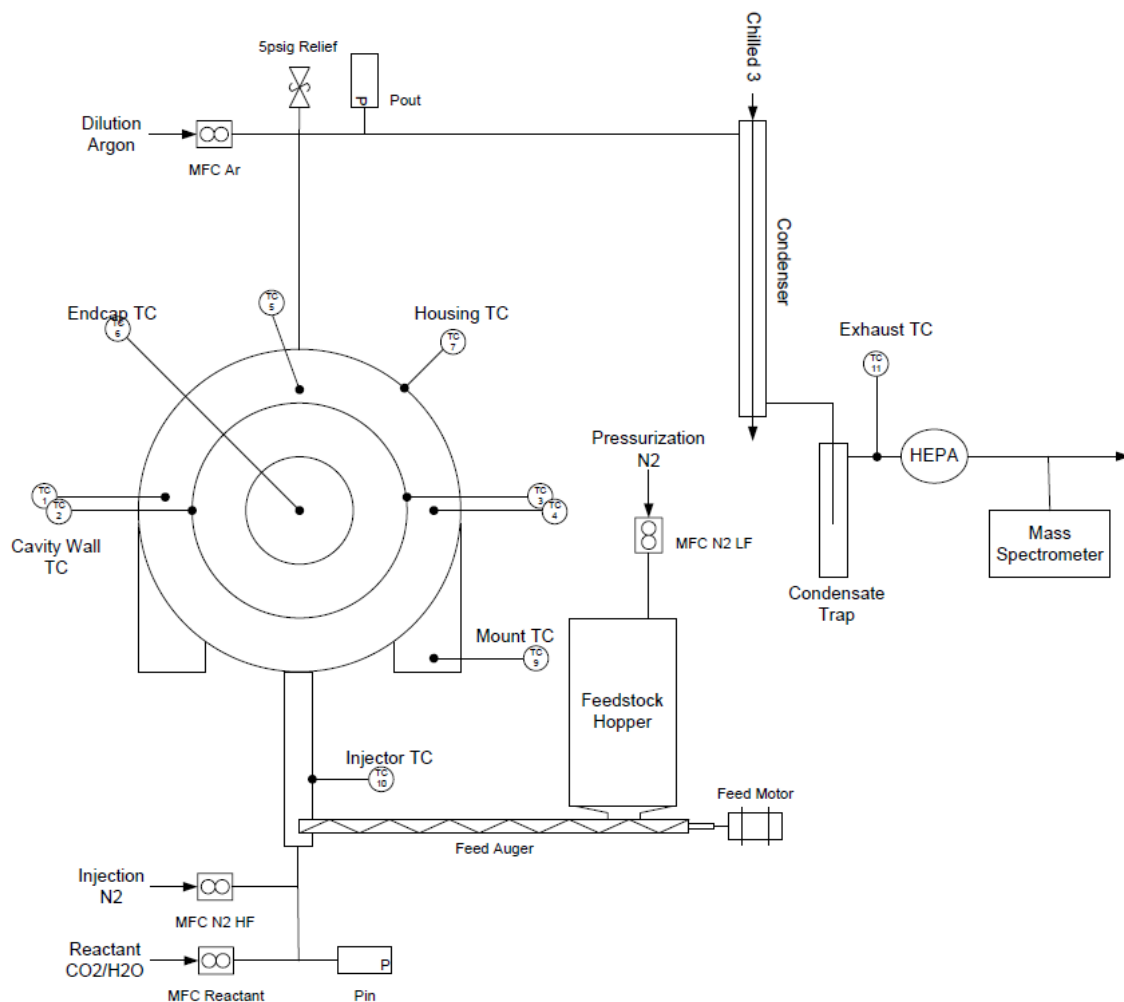 5psig Relief
P
Pout
Chilled 3
Dilution
Argon
MFC Ar
Condenser
TC
5
Endcap TC
TC
6
Housing TC
TC
7
Exhaust TC
TC
11
Pressurization
N2
HEPA
TC
1
TC
2
TC
3
TC
4
Cavity Wall
TC
MFC N2 LF
Mass
Spectrometer
Condensate
Trap
Mount TC
TC
9
Feedstock
Hopper
Injector TC
TC
10
Feed Motor
Feed Auger
Injection
N2
MFC N2 HF
Reactant
CO2/H2O
MFC Reactant
P
Pin